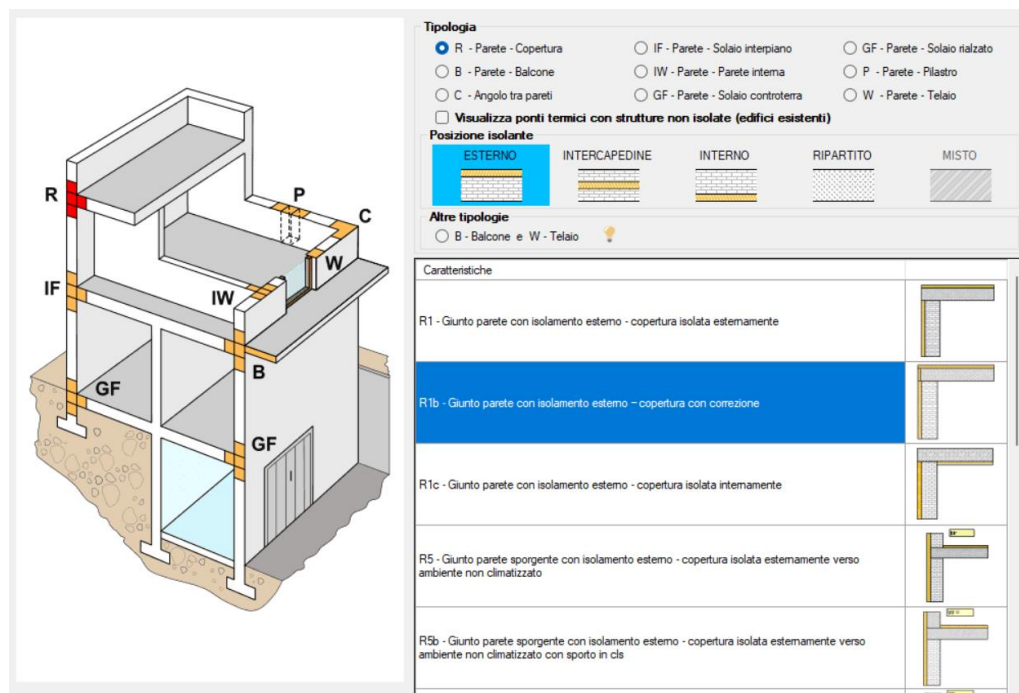 R
IF
GF
P
C
W
IW
B
GF
Tipologia
R - Parete - Copertura
IF - Parete - Solaio interpiano
GF - Parete - Solaio rialzato
B - Parete - Balcone
IW - Parete - Parete interna
P - Parete - Pilastro
C - Angolo tra pareti
GF - Parete - Solaio controterra
W - Parete - Telaio
Visualizza ponti termici con strutture non isolate (edifici esistenti)
Posizione isolante
ESTERNO
INTERCAPEDINE
INTERNO
RIPARTITO
MISTO
Altre tipologie
B - Balcone e W - Telaio
Caratteristiche
R1 - Giunto parete con isolamento esterno - copertura isolata esternamente
R1b - Giunto parete con isolamento esterno – copertura con correzione
R1c - Giunto parete con isolamento esterno - copertura isolata internamente
R5 - Giunto parete sporgente con isolamento esterno - copertura isolata esternamente verso
ambiente non climatizzato
R5b - Giunto parete sporgente con isolamento esterno - copertura isolata esternamente verso
ambiente non climatizzato con sporto in cls